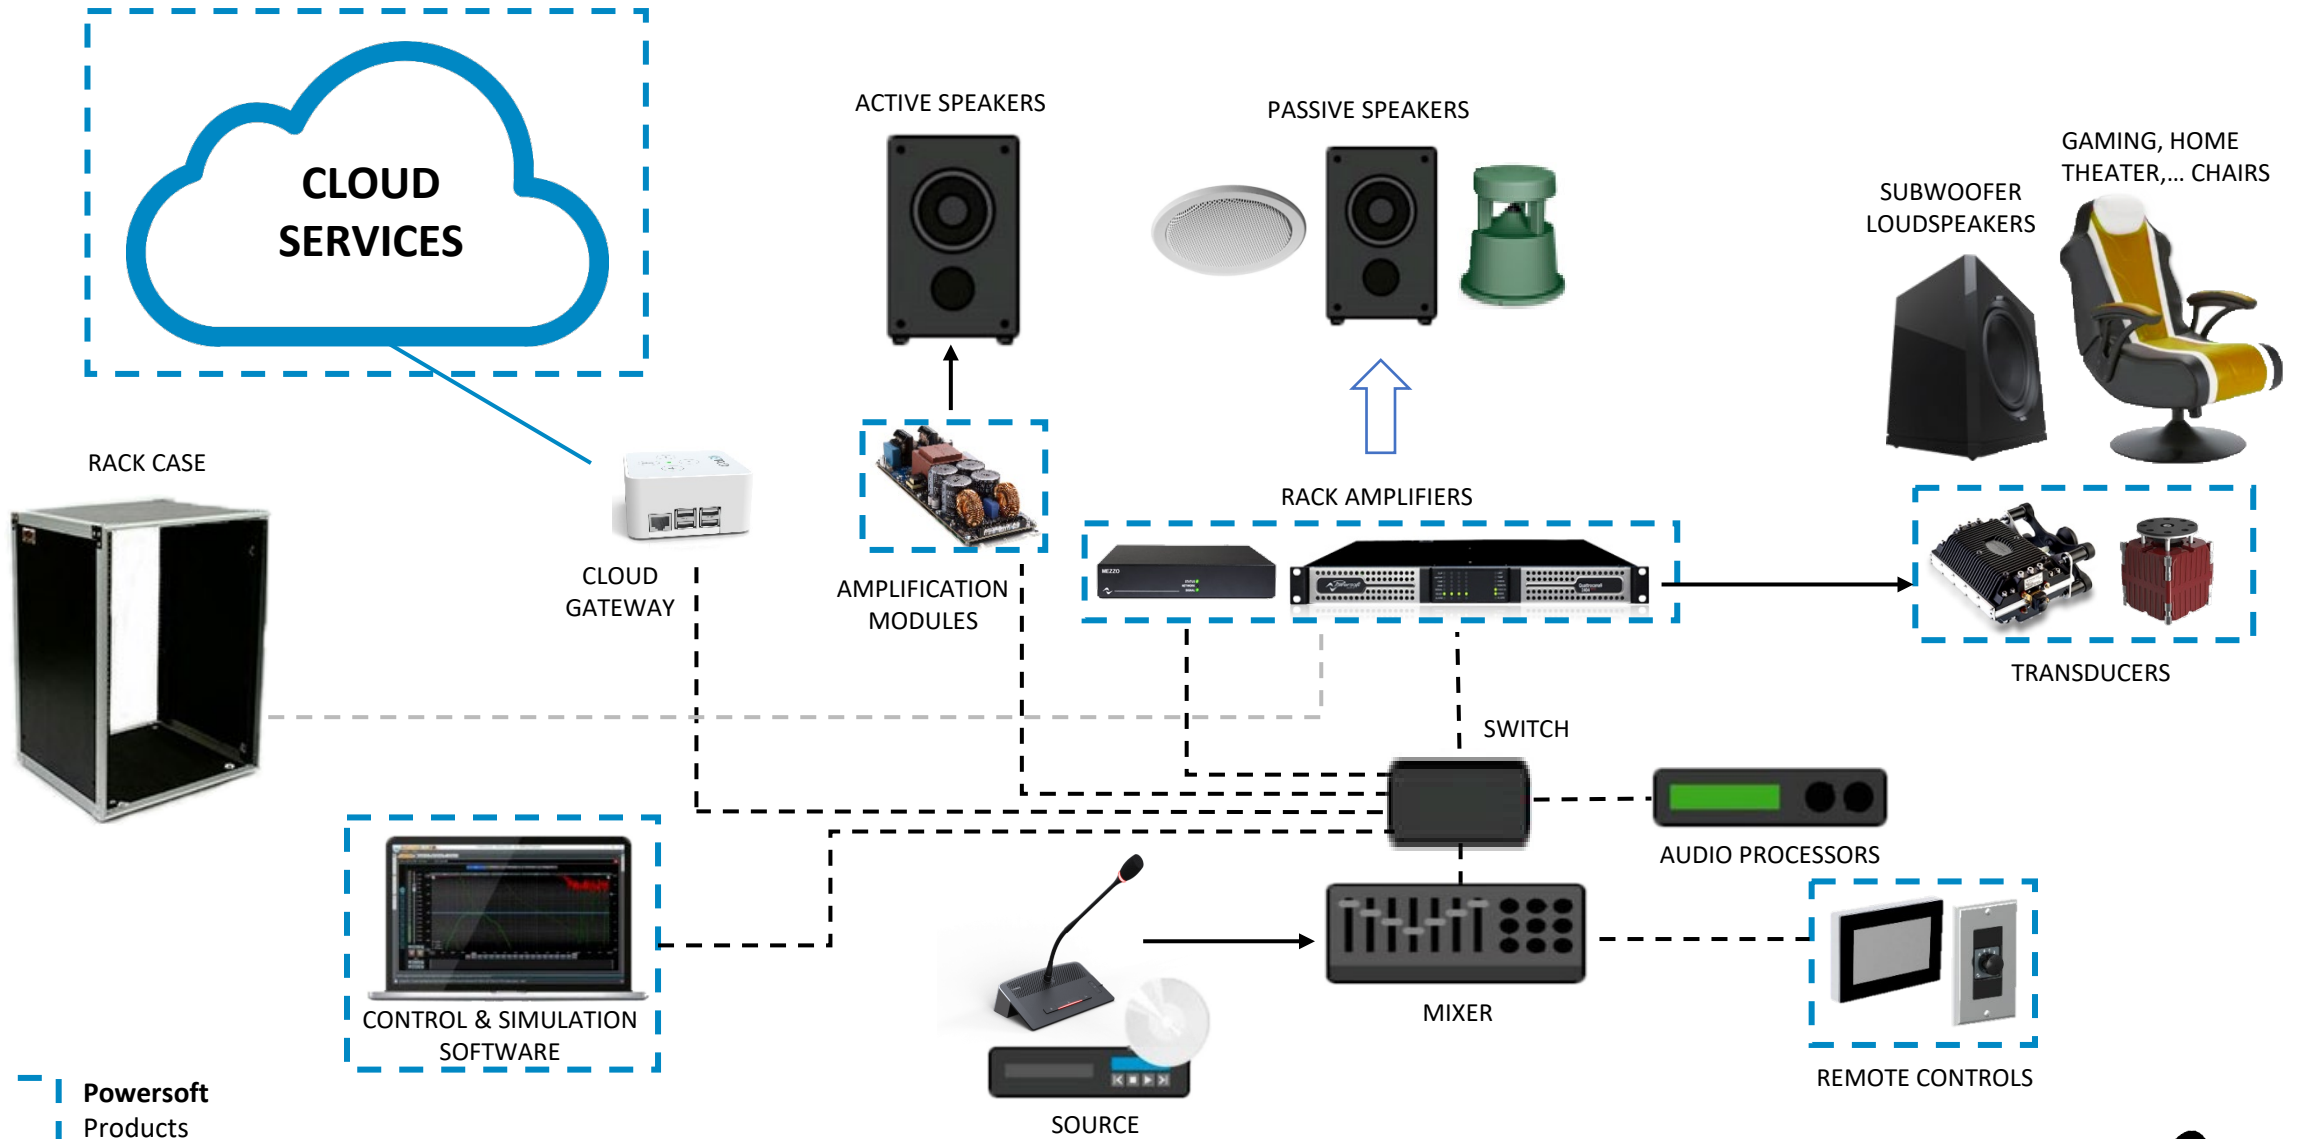 CLOUD
SERVICES
ACTIVE SPEAKERS
PASSIVE SPEAKERS
GAMING, HOME
THEATER,... CHAIRS
SUBWOOFER
LOUDSPEAKERS
RACK CASE
CLOUD
GATEWAY
AMPLIFICATION
MODULES
RACK AMPLIFIERS
MEZZO
TRANSDUCERS
SWITCH
AUDIO PROCESSORS
CONTROL & SIMULATION
SOFTWARE
MIXER
REMOTE CONTROLS
SOURCE
Powersoft
Products